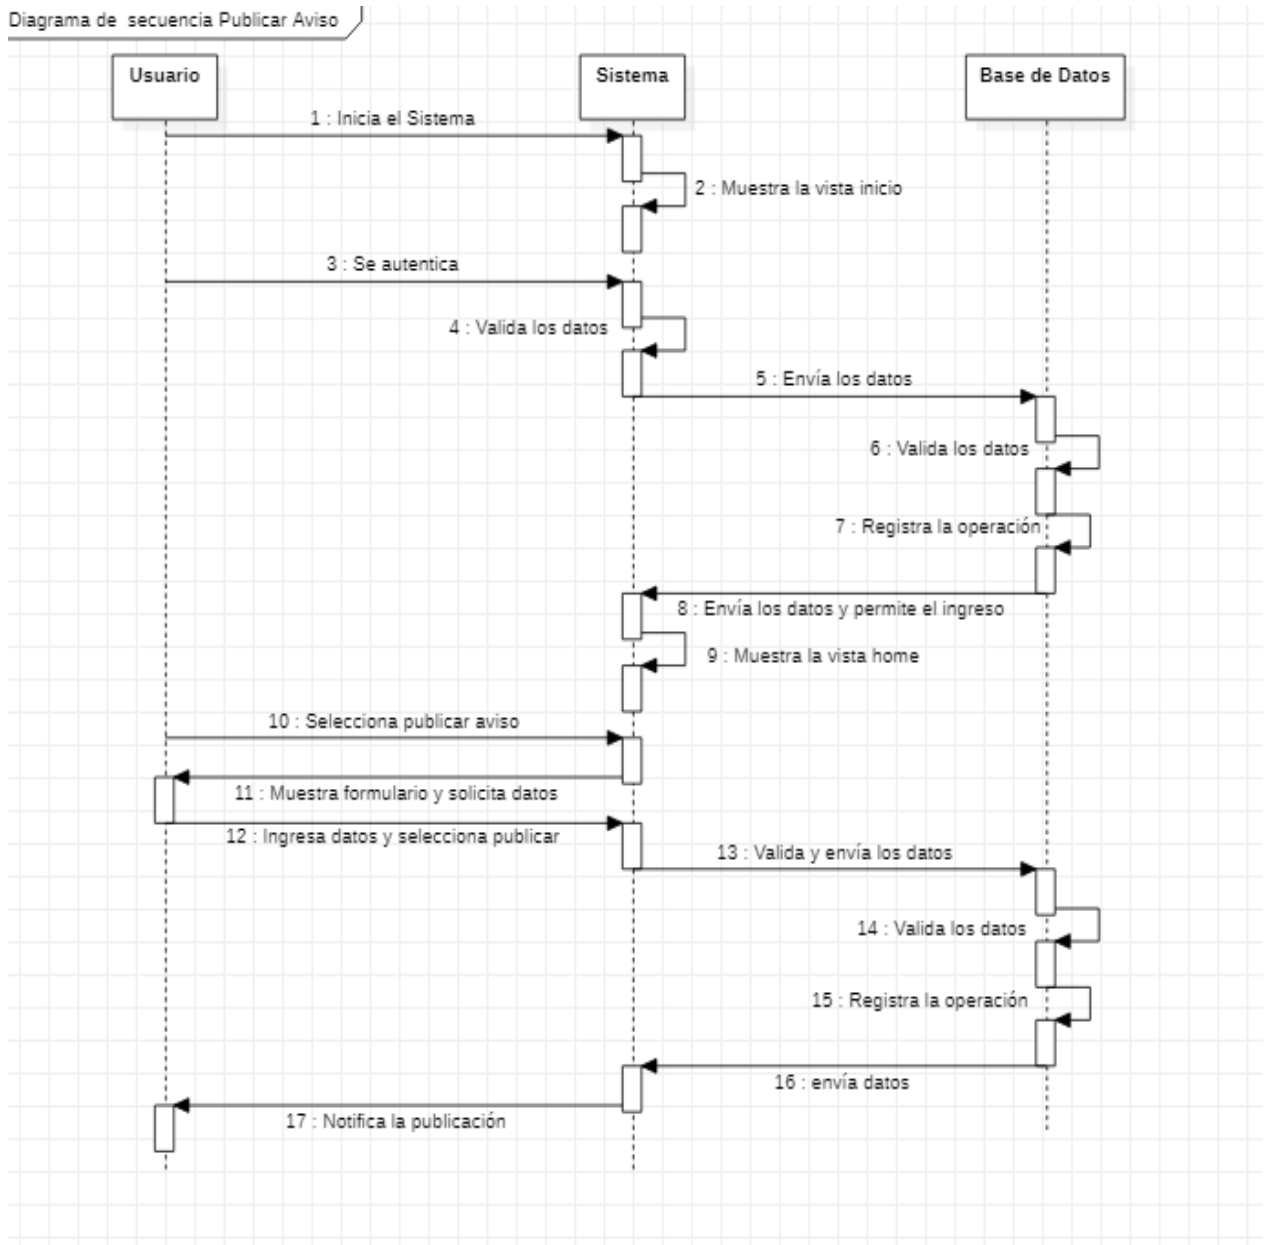 Diagrama de  secuencia Publicar Aviso
Usuario
Sistema
Base de Datos
1 : Inicia el Sistema
2 : Muestra la vista inicio
3 : Se autentica
4 : Valida los datos
5 : Envía los datos
6 : Valida los datos
7 : Registra la operación
8 : Envía los datos y permite el ingreso
9 : Muestra la vista home
10 : Selecciona publicar aviso
11 : Muestra formulario y solicita datos
12 : Ingresa datos y selecciona publicar
13 : Valida y envía los datos
14 : Valida los datos
15 : Registra la operación
16 : envía datos
17 : Notifica la publicación